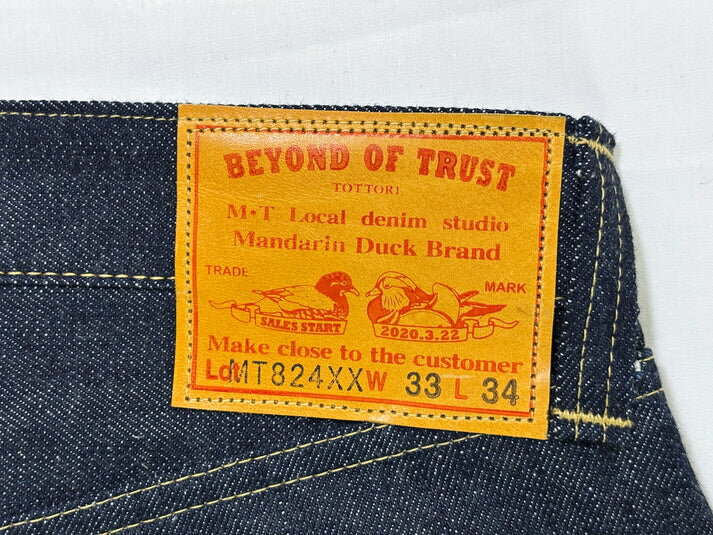 BEYOND OF TRUST
TOTTORI
M•T Local denim studio
Mandarin Duck Brand
TRADE MARK
SALES START 2020.3.22
Make close to the customer
Lot MT824XX W 33 L 34